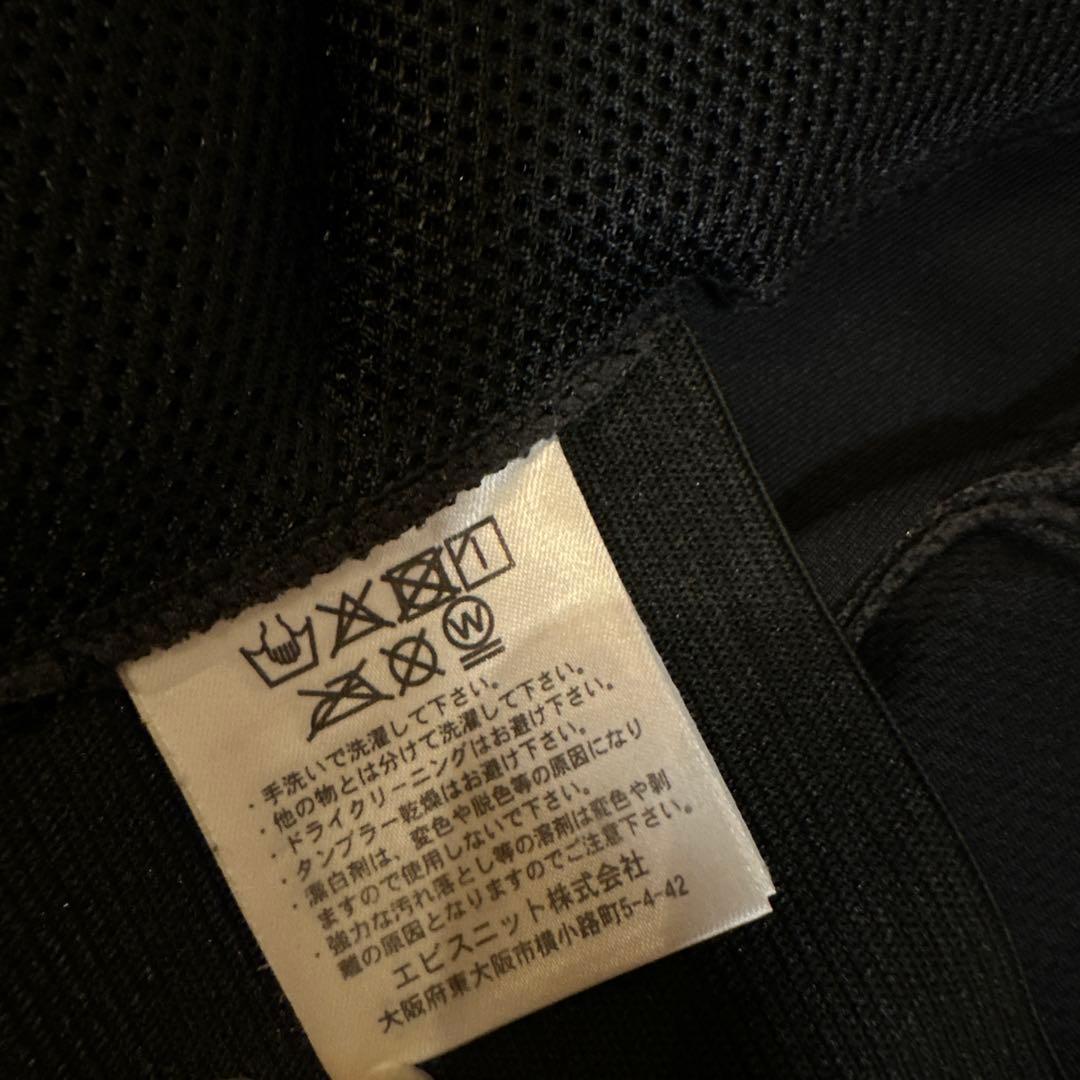 ・手洗いで洗濯して下さい。
・他の物とは分けて洗濯して下さい。
・ドライクリーニングはお避け下さい。
・タンブラー乾燥はお避け下さい。
・漂白剤は、変色や脱色等の原因になり
ますので使用しないで下さい。
・強力な汚れ落とし等の溶剤は変色や剥
離の原因となりますのでご注意下さい。
エビスニット株式会社
大阪府東大阪市横小路町5-4-42